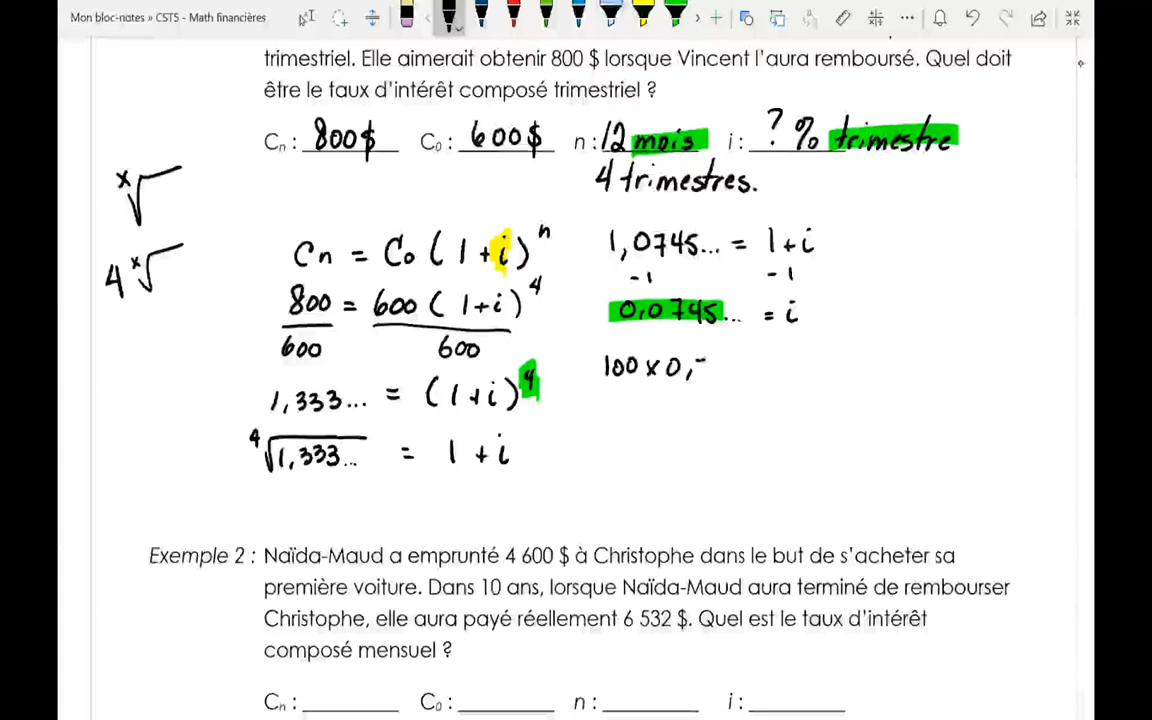 Mon bloc-notes » CST5 - Math financières
trimestriel. Elle aimerait obtenir 800 $ lorsque Vincent l'aura remboursé. Quel doit
être le taux d'intérêt composé trimestriel ?
Cn : 800$ C0 : 600$ n : 12 mois i : ? % trimestre
4 trimestres.
x√
4 x√
Cn = C0 ( 1 + i )^n
800 = 600 ( 1 + i )^4
600 600
1,333... = ( 1 + i )^4
4√1,333... = 1 + i
1,0745... = 1 + i
-1 -1
0,0745... = i
100 x 0,
Exemple 2 : Naïda-Maud a emprunté 4 600 $ à Christophe dans le but de s'acheter sa
première voiture. Dans 10 ans, lorsque Naïda-Maud aura terminé de rembourser
Christophe, elle aura payé réellement 6 532 $. Quel est le taux d'intérêt
composé mensuel ?
Cn : ________ C0 : ________ n : ________ i : ________